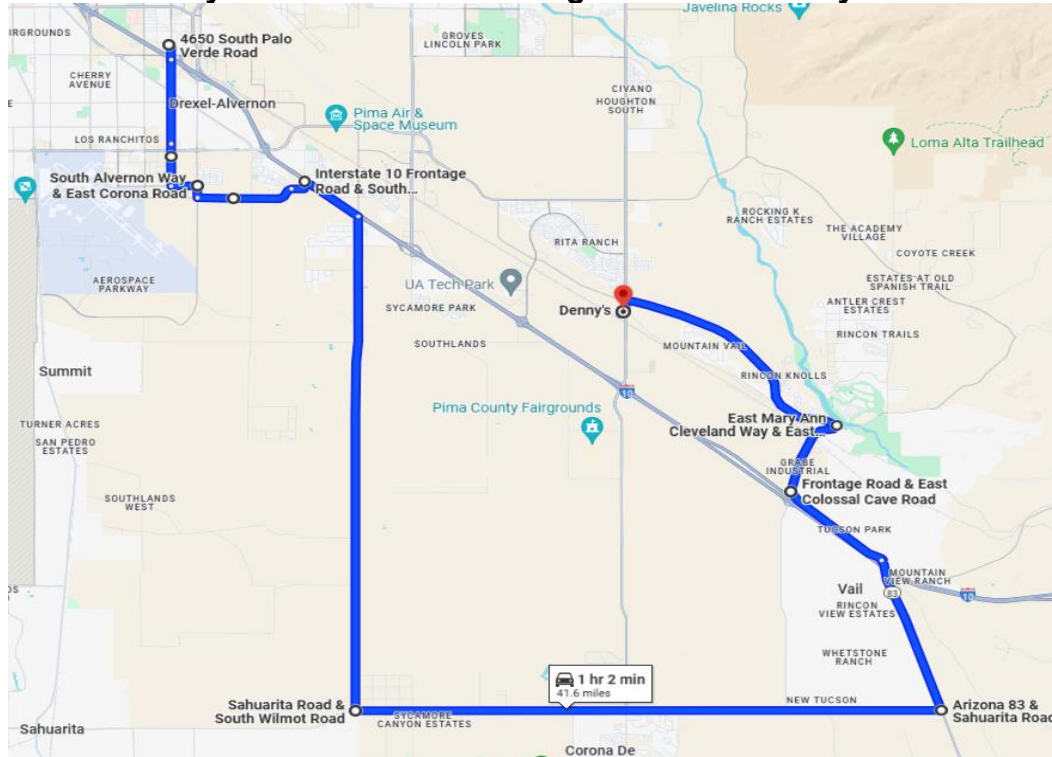 Javelina Rocks
IRGROUNDS
4650 South Palo
Verde Road
GROVES
LINCOLN PARK
CHERRY
AVENUE
CIVANO
HOUGHTON
SOUTH
Drexel-Alvernon
Pima Air &
Space Museum
LOS RANCHITOS
Loma Alta Trailhead
South Alvernon Way
& East Corona Road
Interstate 10 Frontage
Road & South...
ROCKING K
RANCH ESTATES
THE ACADEMY
VILLAGE
RITA RANCH
COYOTE CREEK
AEROSPACE
PARKWAY
UA Tech Park
ESTATES AT OLD
SPANISH TRAIL
SYCAMORE PARK
Denny's
ANTLER CREST
ESTATES
RINCON TRAILS
SOUTHLANDS
MOUNTAIN VAIL
Summit
RINCON KNOLLS
10
Pima County Fairgrounds
TURNER ACRES
SAN PEDRO
ESTATES
East Mary Ann
Cleveland Way & East...
GRABE
INDUSTRIAL
Frontage Road & East
Colossal Cave Road
SOUTHLANDS
WEST
TUCSON PARK
MOUNTAIN
VIEW RANCH
Vail
83
10
RINCON
VIEW ESTATES
WHETSTONE
RANCH
1 hr 2 min
41.6 miles
NEW TUCSON
Sahuarita Road &
South Wilmot Road
Arizona 83 &
Sahuarita Road
SYCAMORE
CANYON ESTATES
Sahuarita
Corona De